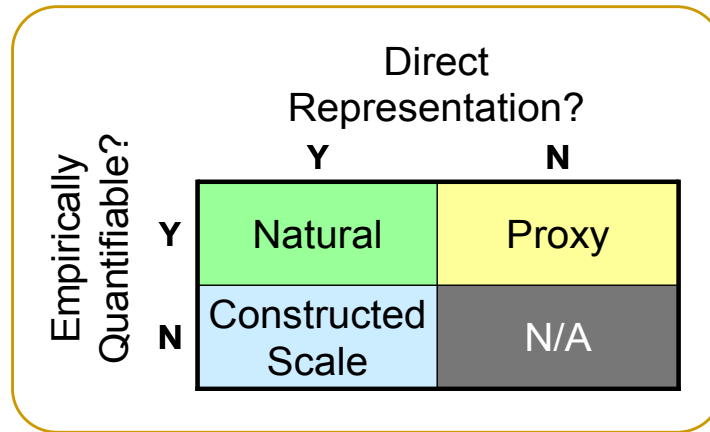 Direct
Representation?
Y N
Empirically
Quantifiable?
Y Natural Proxy
N Constructed
Scale N/A